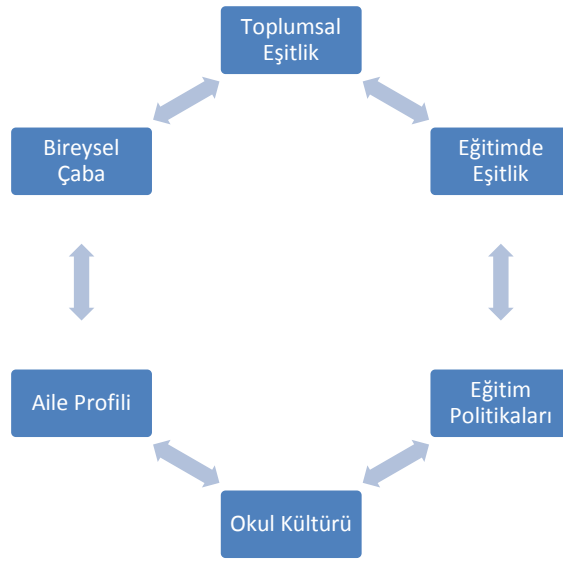 Toplumsal
Eşitlik
Bireysel
Çaba
Eğitimde
Eşitlik
Aile Profili
Eğitim
Politikaları
Okul Kültürü